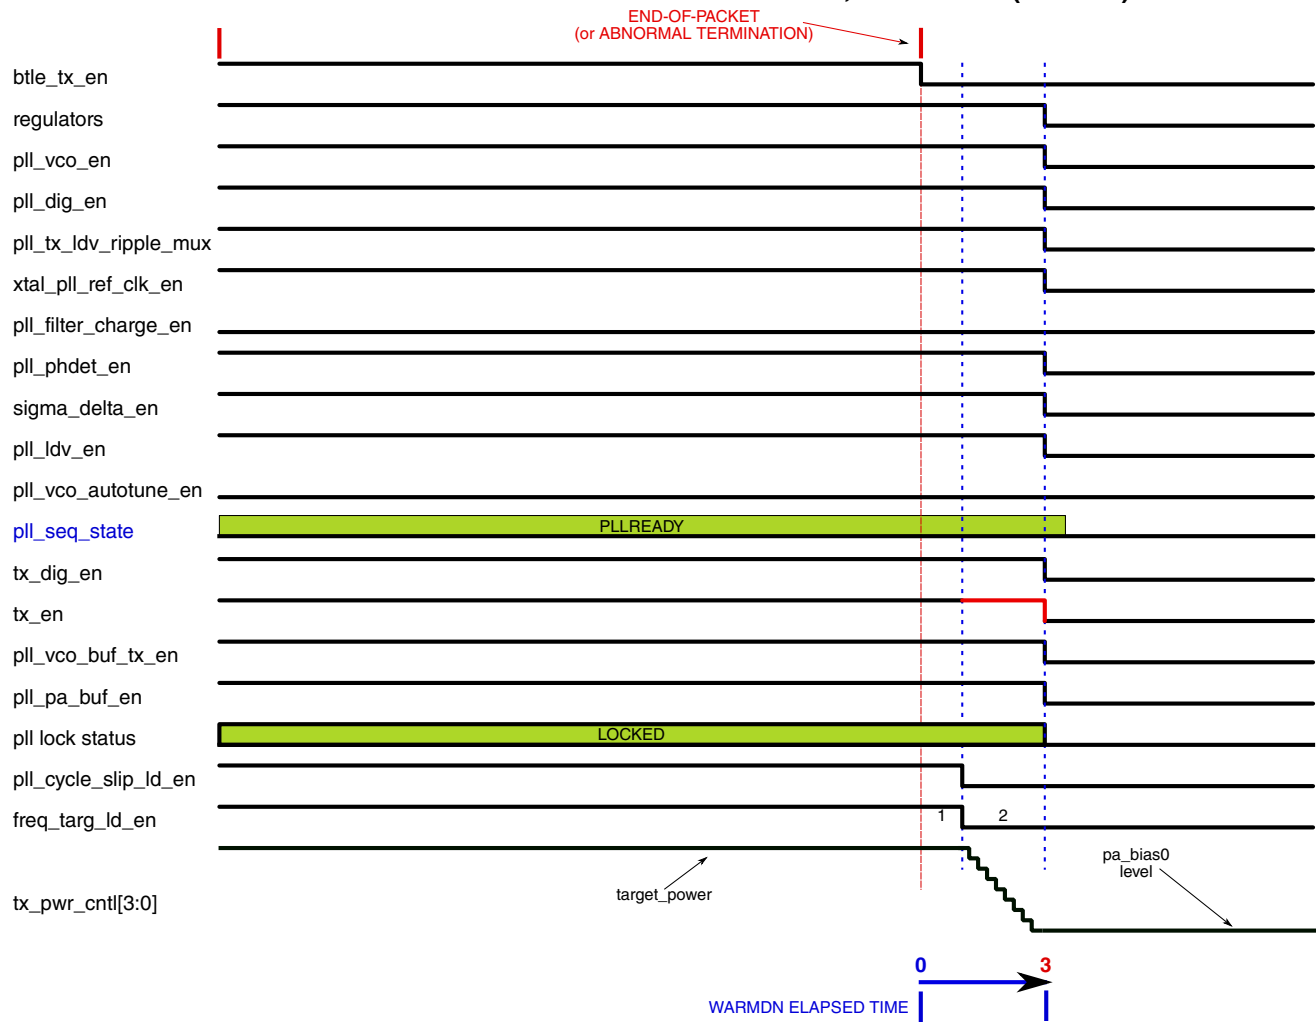 END-OF-PACKET
(or ABNORMAL TERMINATION)
btle_tx_en
regulators
pll_vco_en
pll_dig_en
pll_tx_ldv_ripple_mux
xtal_pll_ref_clk_en
pll_filter_charge_en
pll_phdet_en
sigma_delta_en
pll_ldv_en
pll_vco_autotune_en
pll_seq_state
PLLREADY
tx_dig_en
tx_en
pll_vco_buf_tx_en
pll_pa_buf_en
pll lock status
LOCKED
pll_cycle_slip_ld_en
freq_targ_ld_en
1 2
target_power
pa_bias0
level
tx_pwr_cntl[3:0]
0 3
WARMDN ELAPSED TIME